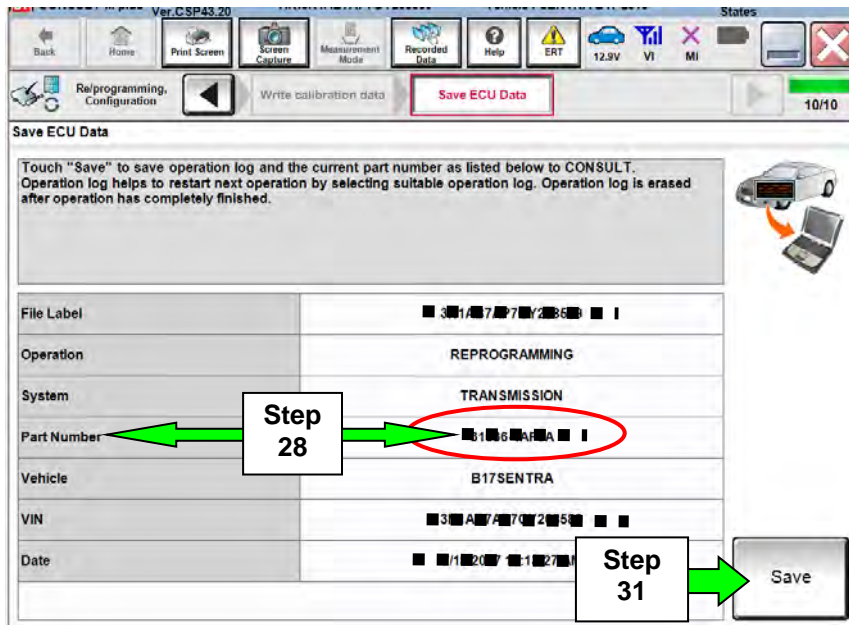 Ver.CSP43.20
States
Back
Home
Print Screen
Screen Capture
Measurement Mode
Recorded Data
Help
ERT
12.9V
VI
MI
Re/programming, Configuration
Write calibration data
Save ECU Data
10/10
Save ECU Data
Touch "Save" to save operation log and the current part number as listed below to CONSULT.
Operation log helps to restart next operation by selecting suitable operation log. Operation log is erased
after operation has completely finished.
File Label
Operation
REPROGRAMMING
System
TRANSMISSION
Part Number
Step
28
Vehicle
B17SENTRA
VIN
Date
Step
31
Save